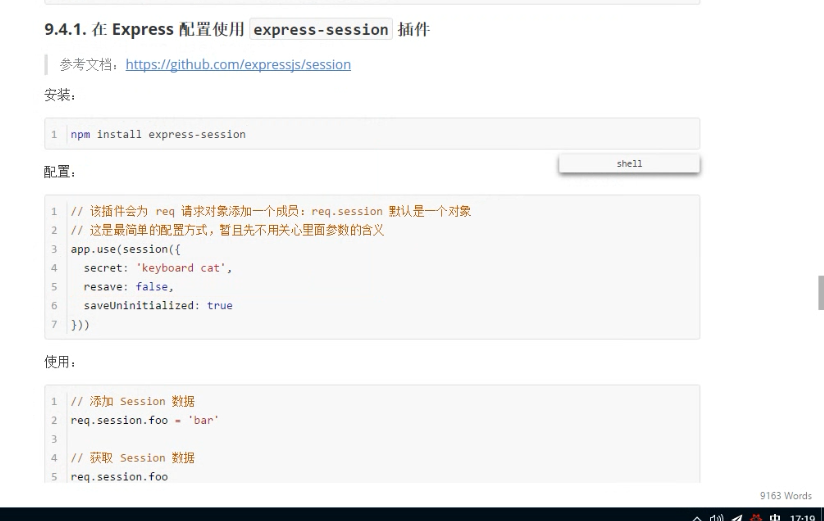 9.4.1. 在 Express 配置使用 express-session 插件
参考文档：https://github.com/expressjs/session
安装：
1 npm install express-session
shell
配置：
1 // 该插件会为 req 请求对象添加一个成员：req.session 默认是一个对象
2 // 这是最简单的配置方式，暂且先不用关心里面参数的含义
3 app.use(session({
4 secret: 'keyboard cat',
5 resave: false,
6 saveUninitialized: true
7 }))
使用：
1 // 添加 Session 数据
2 req.session.foo = 'bar'
3
4 // 获取 Session 数据
5 req.session.foo
9163 Words
中 17:19